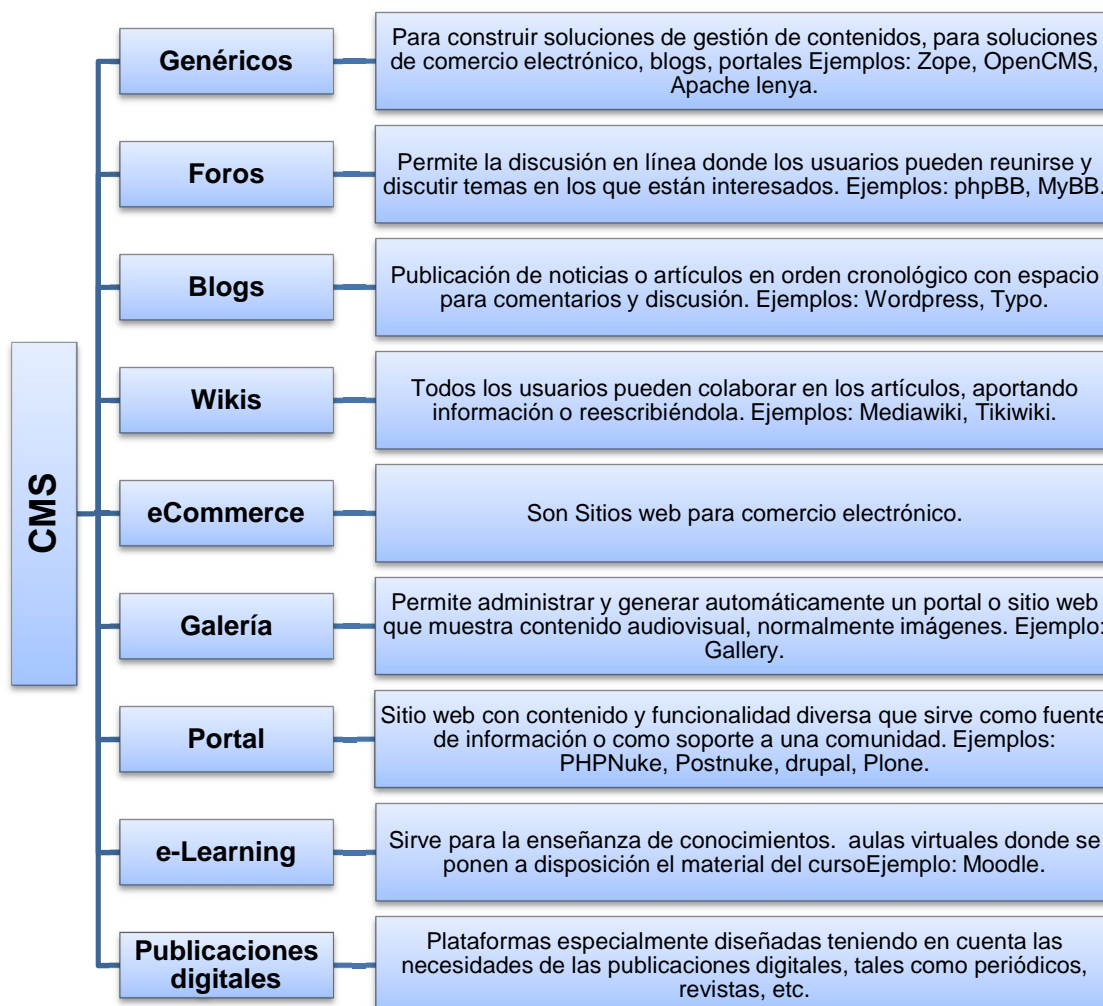 CMS
Genéricos
Para construir soluciones de gestión de contenidos, para soluciones
de comercio electrónico, blogs, portales Ejemplos: Zope, OpenCMS,
Apache lenya.
Foros
Permite la discusión en línea donde los usuarios pueden reunirse y
discutir temas en los que están interesados. Ejemplos: phpBB, MyBB.
Blogs
Publicación de noticias o artículos en orden cronológico con espacio
para comentarios y discusión. Ejemplos: Wordpress, Typo.
Wikis
Todos los usuarios pueden colaborar en los artículos, aportando
información o reescribiéndola. Ejemplos: Mediawiki, Tikiwiki.
eCommerce
Son Sitios web para comercio electrónico.
Galería
Permite administrar y generar automáticamente un portal o sitio web
que muestra contenido audiovisual, normalmente imágenes. Ejemplo:
Gallery.
Portal
Sitio web con contenido y funcionalidad diversa que sirve como fuente
de información o como soporte a una comunidad. Ejemplos:
PHPNuke, Postnuke, drupal, Plone.
e-Learning
Sirve para la enseñanza de conocimientos. aulas virtuales donde se
ponen a disposición el material del cursoEjemplo: Moodle.
Publicaciones
digitales
Plataformas especialmente diseñadas teniendo en cuenta las
necesidades de las publicaciones digitales, tales como periódicos,
revistas, etc.